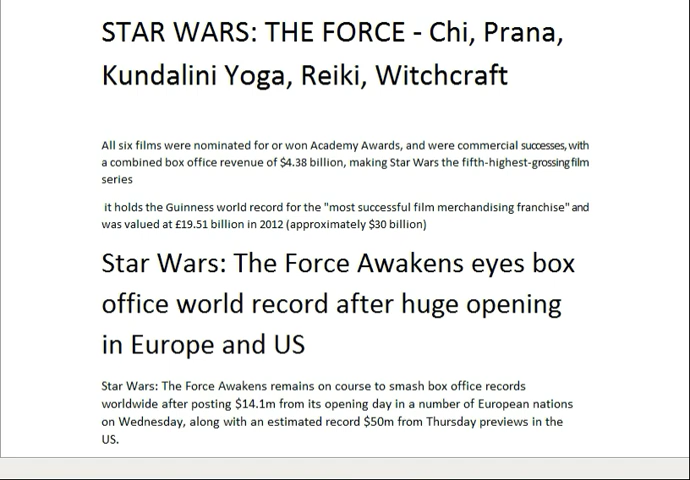 STAR WARS: THE FORCE - Chi, Prana,
Kundalini Yoga, Reiki, Witchcraft
All six films were nominated for or won Academy Awards, and were commercial successes, with
a combined box office revenue of $4.38 billion, making Star Wars the fifth-highest-grossing film
series
it holds the Guinness world record for the "most successful film merchandising franchise" and
was valued at £19.51 billion in 2012 (approximately $30 billion)
Star Wars: The Force Awakens eyes box
office world record after huge opening
in Europe and US
Star Wars: The Force Awakens remains on course to smash box office records
worldwide after posting $14.1m from its opening day in a number of European nations
on Wednesday, along with an estimated record $50m from Thursday previews in the
US.